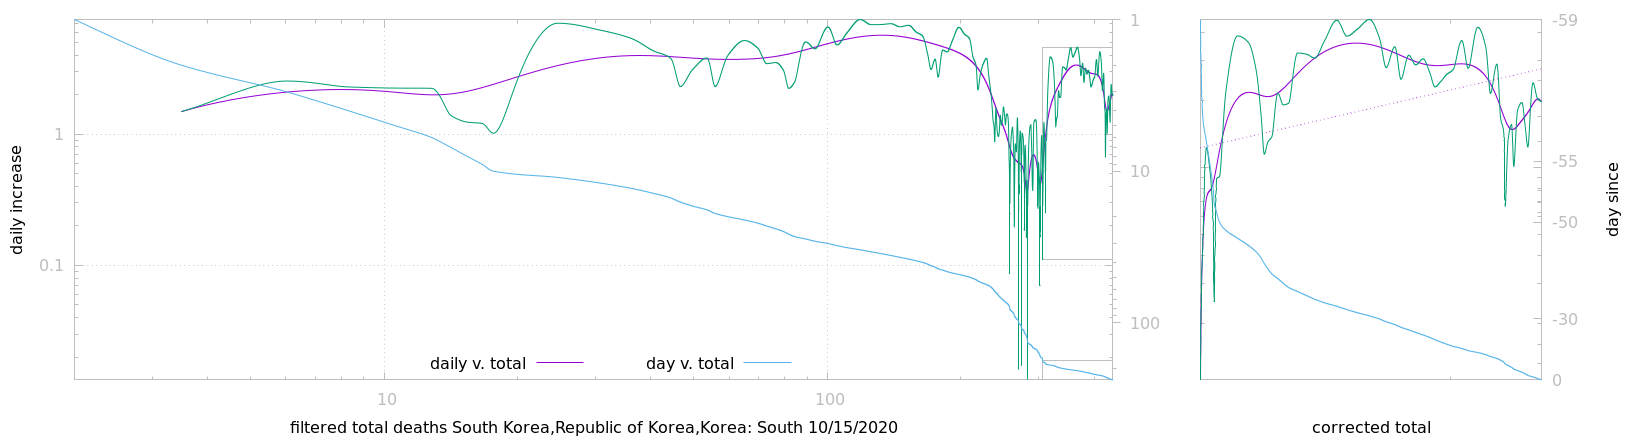 1
-59
1
-55
10
-50
0.1
100
-30
0
daily increase
day since
daily v. total
day v. total
10
100
filtered total deaths South Korea,Republic of Korea,Korea: South 10/15/2020
corrected total